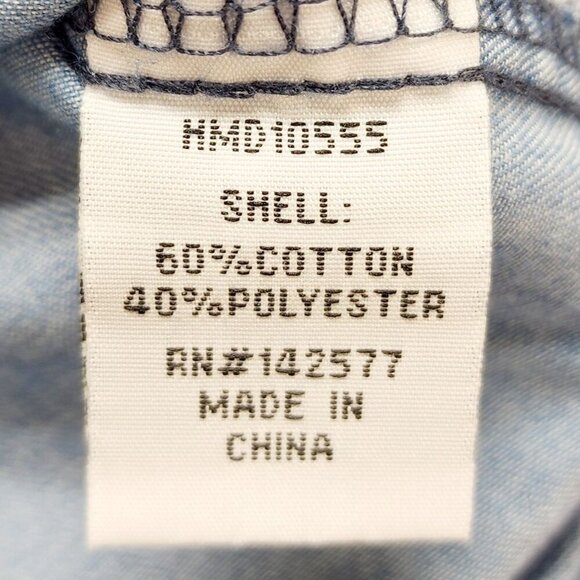 HMD10555
SHELL:
60%COTTON
40%POLYESTER
RN#142577
MADE IN
CHINA